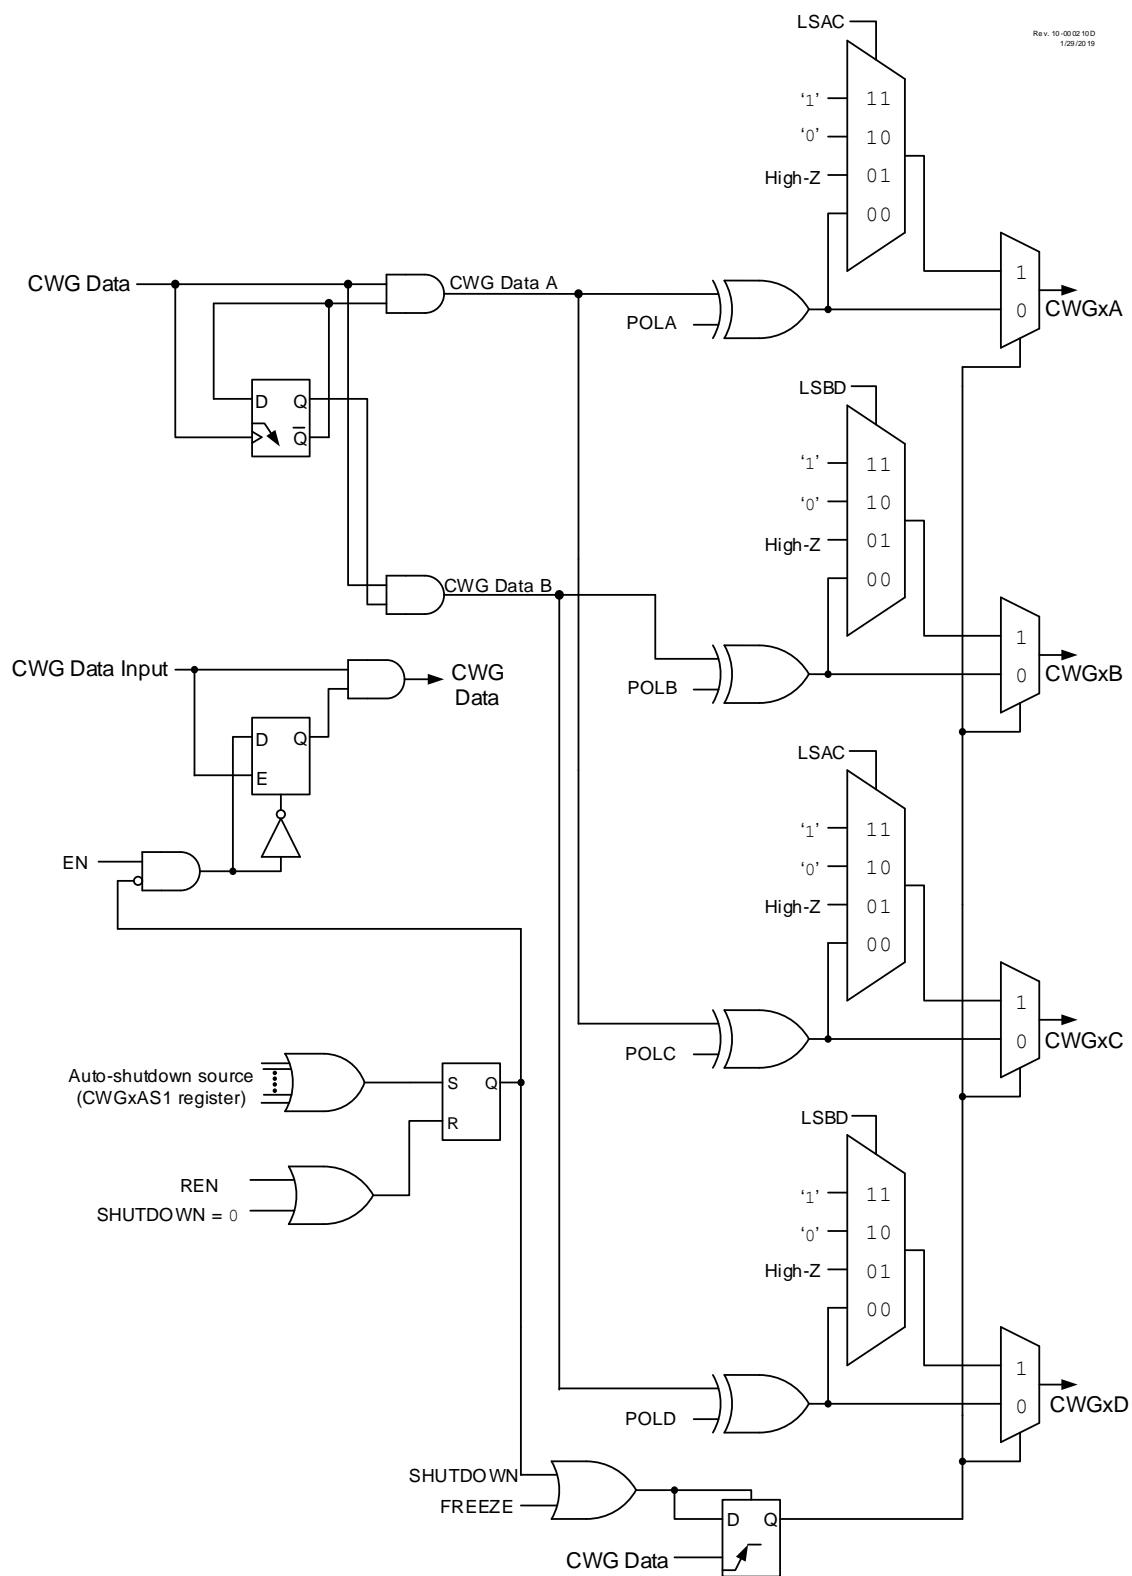 LSAC
Rev. 10-000210D
1/29/2019
‘1’ 11
‘0’ 10
High-Z 01
00
CWG Data
CWG Data A
POLA
1
0
CWGxA
D Q
Q
LSBD
‘1’ 11
‘0’ 10
High-Z 01
00
CWG Data B
CWG Data Input
CWG
Data
POLB
1
0
CWGxB
D Q
E
EN
LSAC
‘1’ 11
‘0’ 10
High-Z 01
00
POLC
1
0
CWGxC
Auto-shutdown source
(CWGxAS1 register)
S Q
R
REN
SHUTDOWN = 0
LSBD
‘1’ 11
‘0’ 10
High-Z 01
00
POLD
1
0
CWGxD
SHUTDOWN
FREEZE
D Q
CWG Data